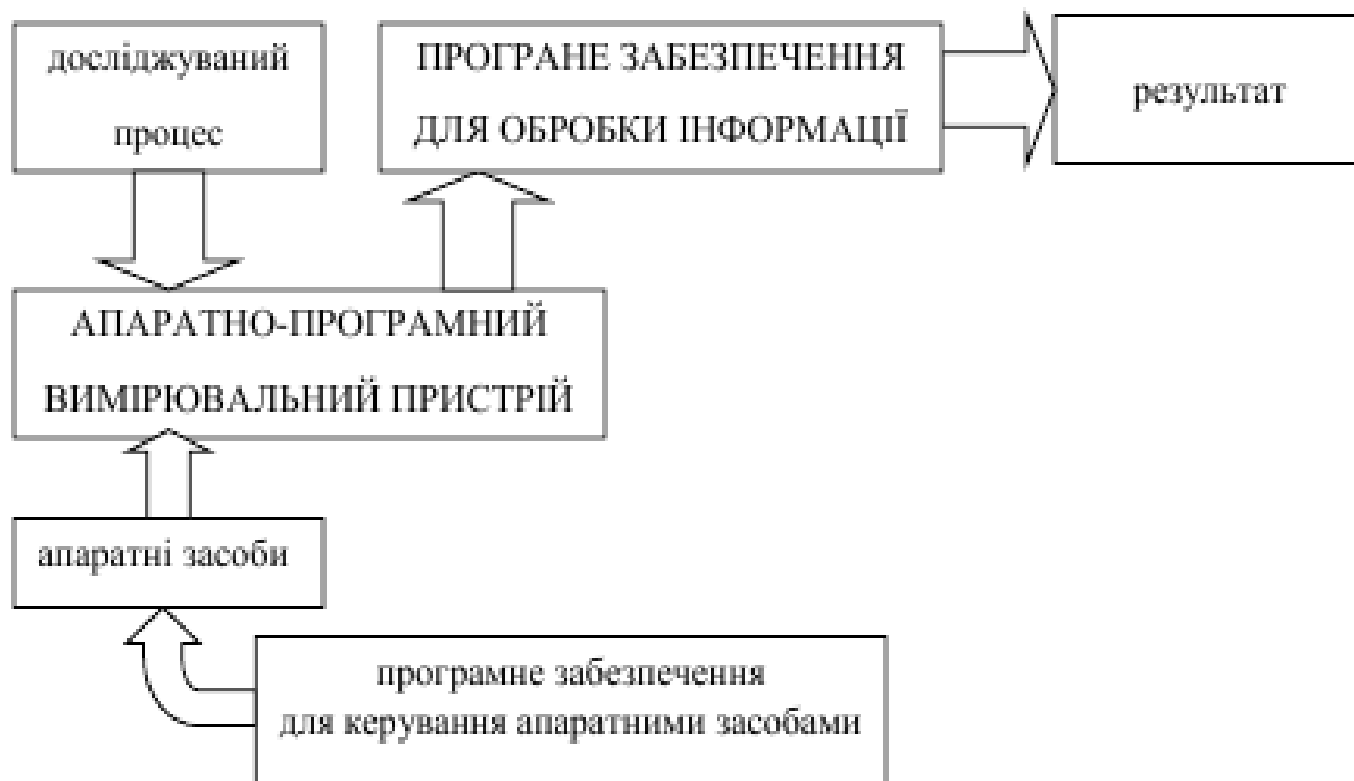 досліджуваний
процес
ПРОГРАНЕ ЗАБЕЗПЕЧЕННЯ
ДЛЯ ОБРОБКИ ІНФОРМАЦІЇ
результат
АПАРАТНО-ПРОГРАМНИЙ
ВИМІРЮВАЛЬНИЙ ПРИСТРІЙ
апаратні засоби
програмне забезпечення
для керування апаратними засобами